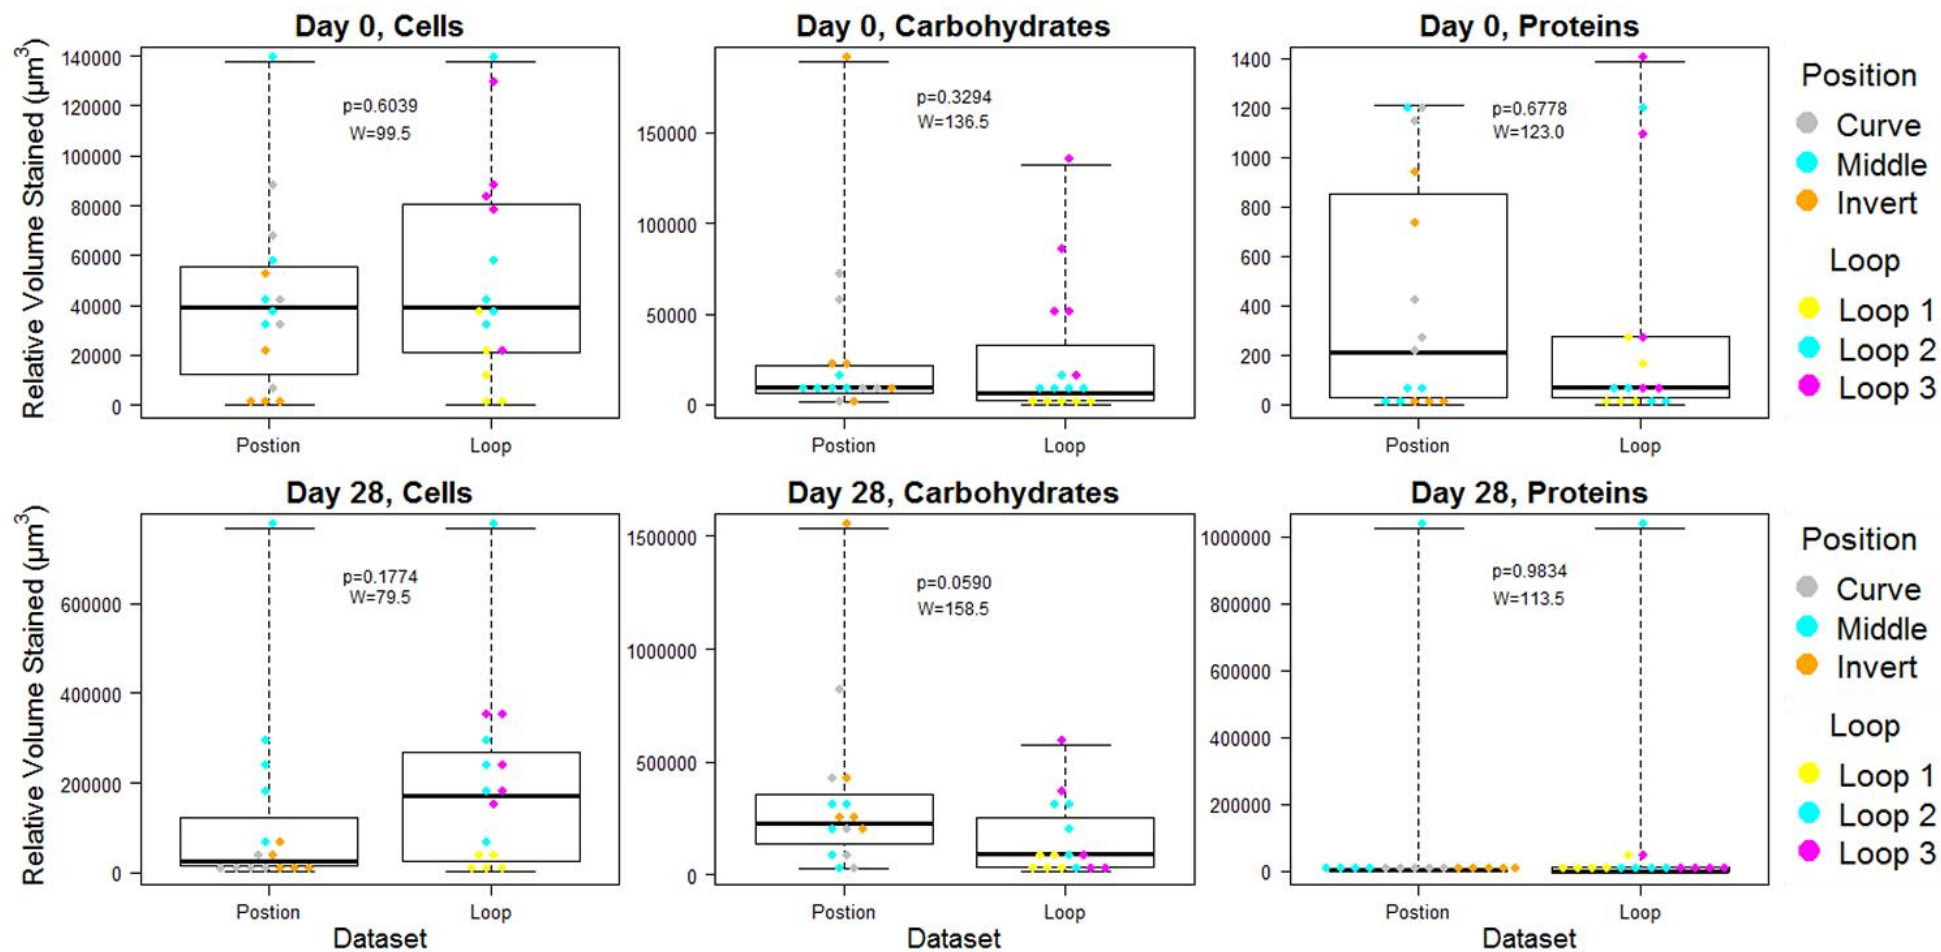 Day 0, Cells
Relative Volume Stained (µm³)
140000
120000
100000
80000
60000
40000
20000
0
p=0.6039
W=99.5
Postion
Loop
Day 0, Carbohydrates
150000
100000
50000
0
p=0.3294
W=136.5
Postion
Loop
Day 0, Proteins
1400
1200
1000
800
600
400
200
0
p=0.6778
W=123.0
Postion
Loop
Position
Curve
Middle
Invert
Loop
Loop 1
Loop 2
Loop 3
Day 28, Cells
Relative Volume Stained (µm³)
600000
400000
200000
0
p=0.1774
W=79.5
Postion
Loop
Dataset
Day 28, Carbohydrates
1500000
1000000
500000
0
p=0.0590
W=158.5
Postion
Loop
Dataset
Day 28, Proteins
1000000
800000
600000
400000
200000
0
p=0.9834
W=113.5
Postion
Loop
Dataset
Position
Curve
Middle
Invert
Loop
Loop 1
Loop 2
Loop 3